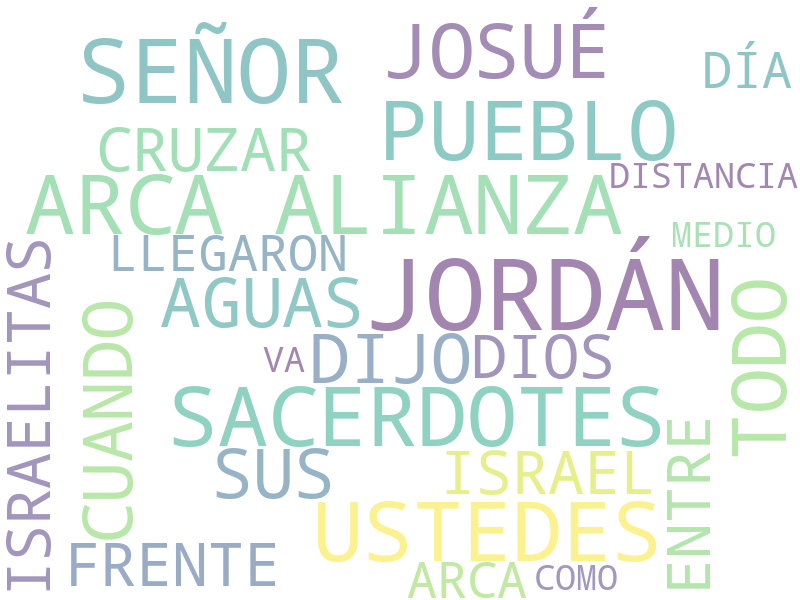 SEÑOR
JOSUÉ
DÍA
CRUZAR
PUEBLO
DISTANCIA
ARCA ALIANZA
MEDIO
LLEGARON
JORDÁN
AGUAS
ISRAELITAS
CUANDO
VA
DIJO
DIOS
TODO
SACERDOTES
SUS
ISRAEL
ENTRE
USTEDES
FRENTE
ARCA
COMO